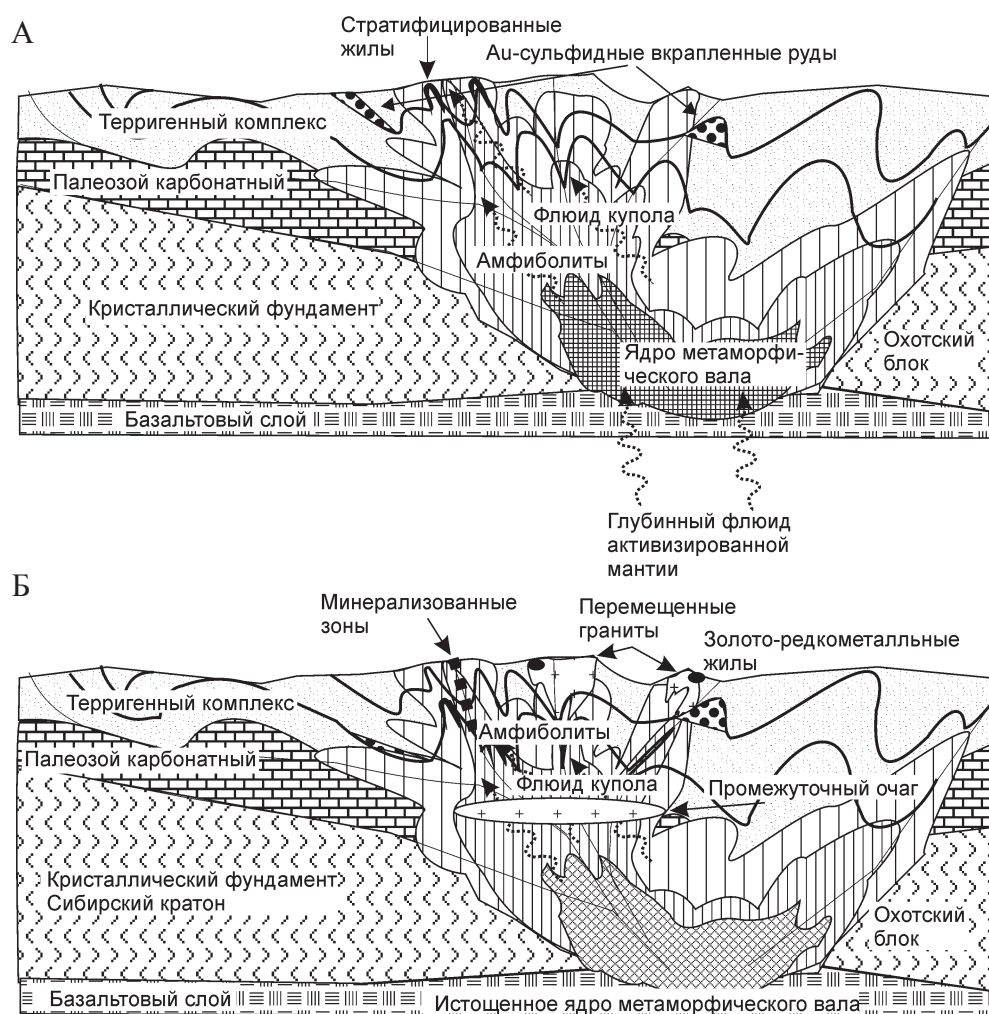 А
Стратифицированные
жилы
Au-сульфидные вкрапленные руды
Терригенный комплекс
Палеозой карбонатный
Флюид купола
Амфиболиты
Кристаллический фундамент
Ядро метаморфи-
ческого вала
Охотский
блок
Базальтовый слой
Глубинный флюид
активизированной
мантии
Б
Минерализованные
зоны
Перемещенные
граниты
Золото-редкометалльные
жилы
Терригенный комплекс
Амфиболиты
Палеозой карбонатный
Флюид купола
Промежуточный очаг
Кристаллический фундамент
Сибирский кратон
Охотский
блок
Базальтовый слой
Истощенное ядро метаморфического вала